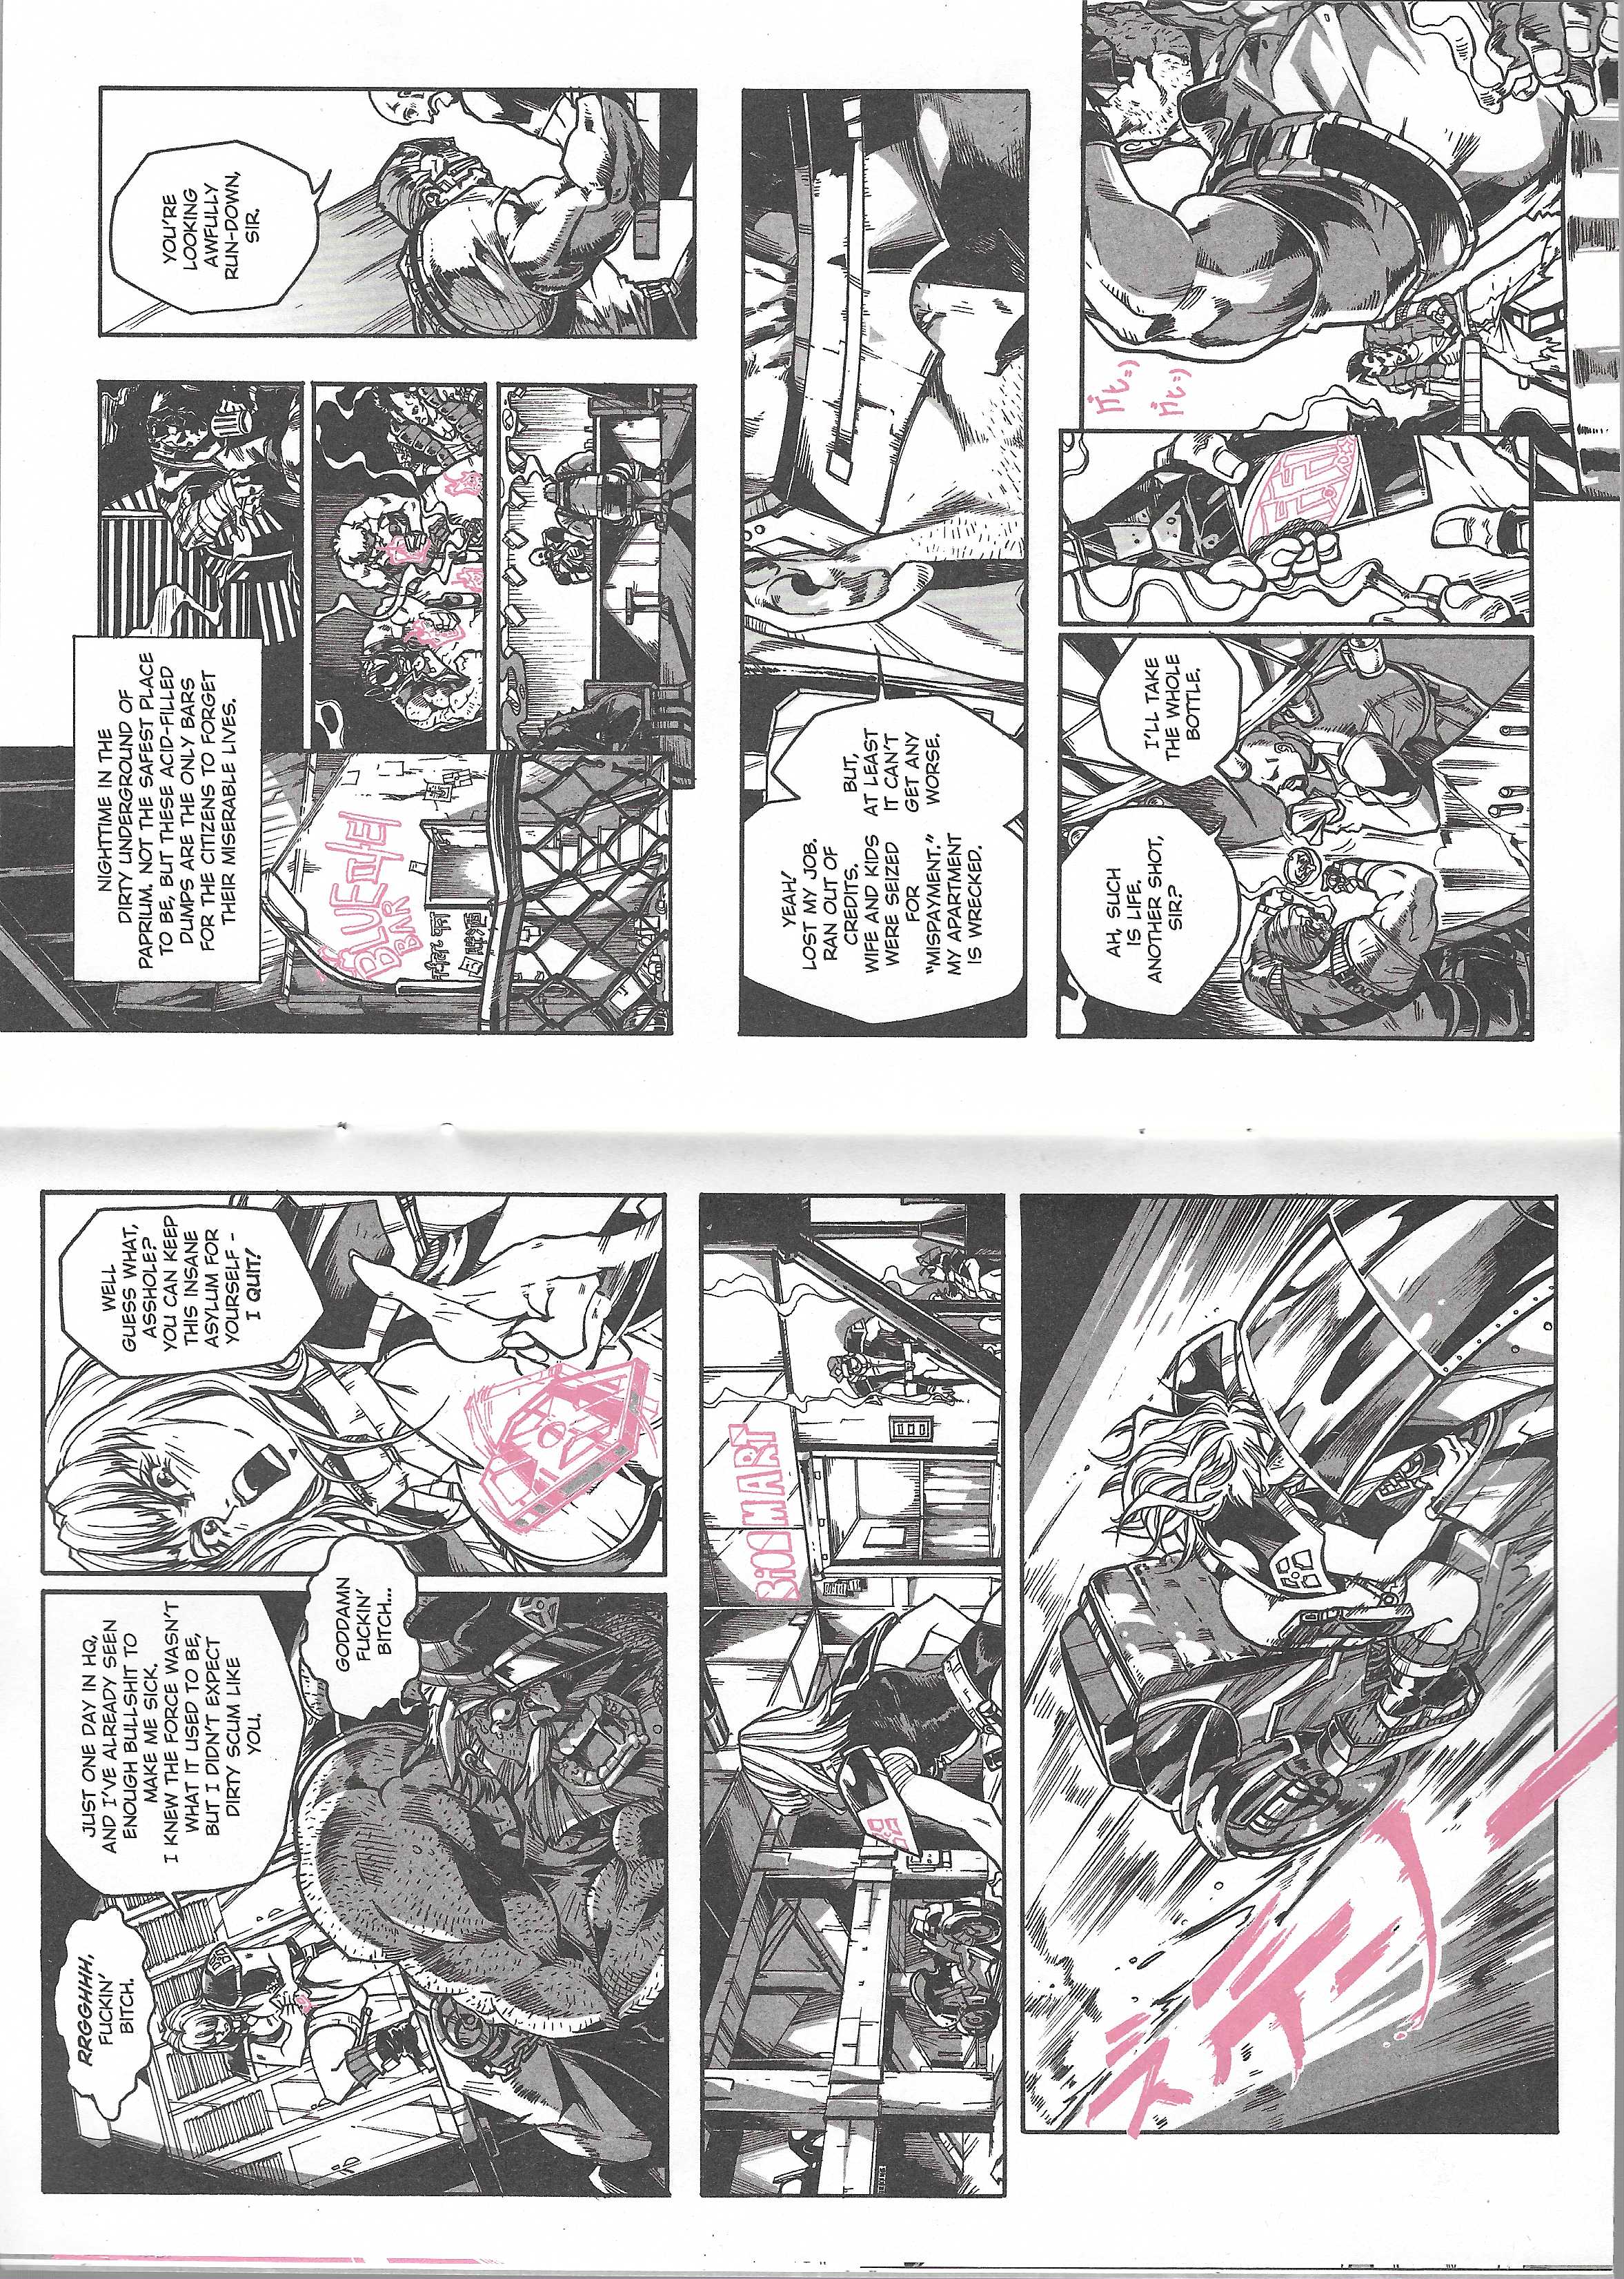 RRGGHHH,
FUCKIN'
BITCH.
JUST ONE DAY IN HQ,
AND I'VE ALREADY SEEN
ENOUGH BULLSHIT TO
MAKE ME SICK.
I KNEW THE FORCE WASN'T
WHAT IT USED TO BE,
BUT I DIDN'T EXPECT
DIRTY SCUM LIKE
YOU.
GODDAMN
FUCKIN'
BITCH...
WELL
GUESS WHAT,
ASSHOLE?
YOU CAN KEEP
THIS INSANE
ASYLUM FOR
YOURSELF -
I QUIT!
MART
NIGHTTIME IN THE
DIRTY UNDERGROUND OF
PAPRIUM. NOT THE SAFEST PLACE
TO BE, BUT THESE ACID-FILLED
DUMPS ARE THE ONLY BARS
FOR THE CITIZENS TO FORGET
THEIR MISERABLE LIVES.
BLUE
BAR
YOU'RE
LOOKING
AWFULLY
RUN-DOWN,
SIR.
YEAH!
LOST MY JOB.
RAN OUT OF
CREDITS.
WIFE AND KIDS
WERE SEIZED
FOR
"MISPAYMENT."
MY APARTMENT
IS WRECKED.
BUT,
AT LEAST
IT CAN'T
GET ANY
WORSE.
AH, SUCH
IS LIFE.
ANOTHER SHOT,
SIR?
I'LL TAKE
THE WHOLE
BOTTLE.